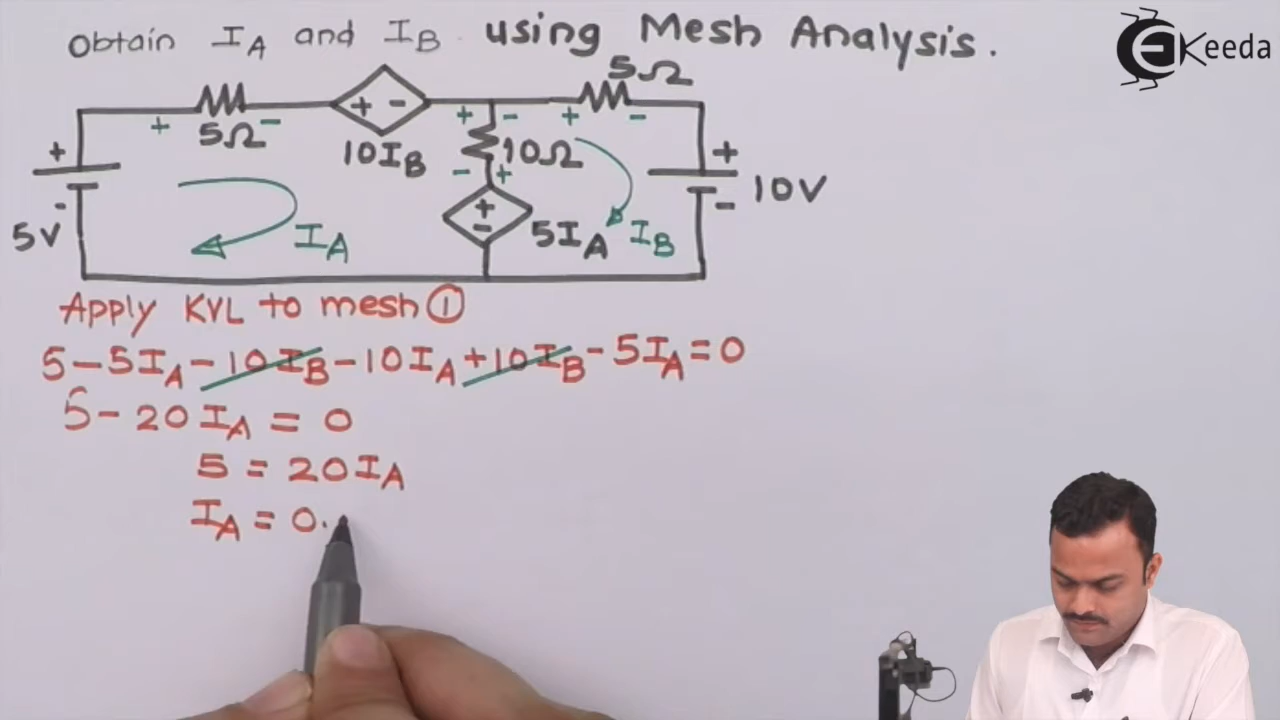 Obtain IA and IB using Mesh Analysis.
EKeeda
5Ω
+ - + - + - + - +
5Ω 10IB 10Ω
+ - + + -
5V IA 5IA IB 10V
Apply KVL to mesh ①
5 - 5IA - 10IB - 10IA + 10IB - 5IA = 0
5 - 20IA = 0
5 = 20IA
IA = 0.